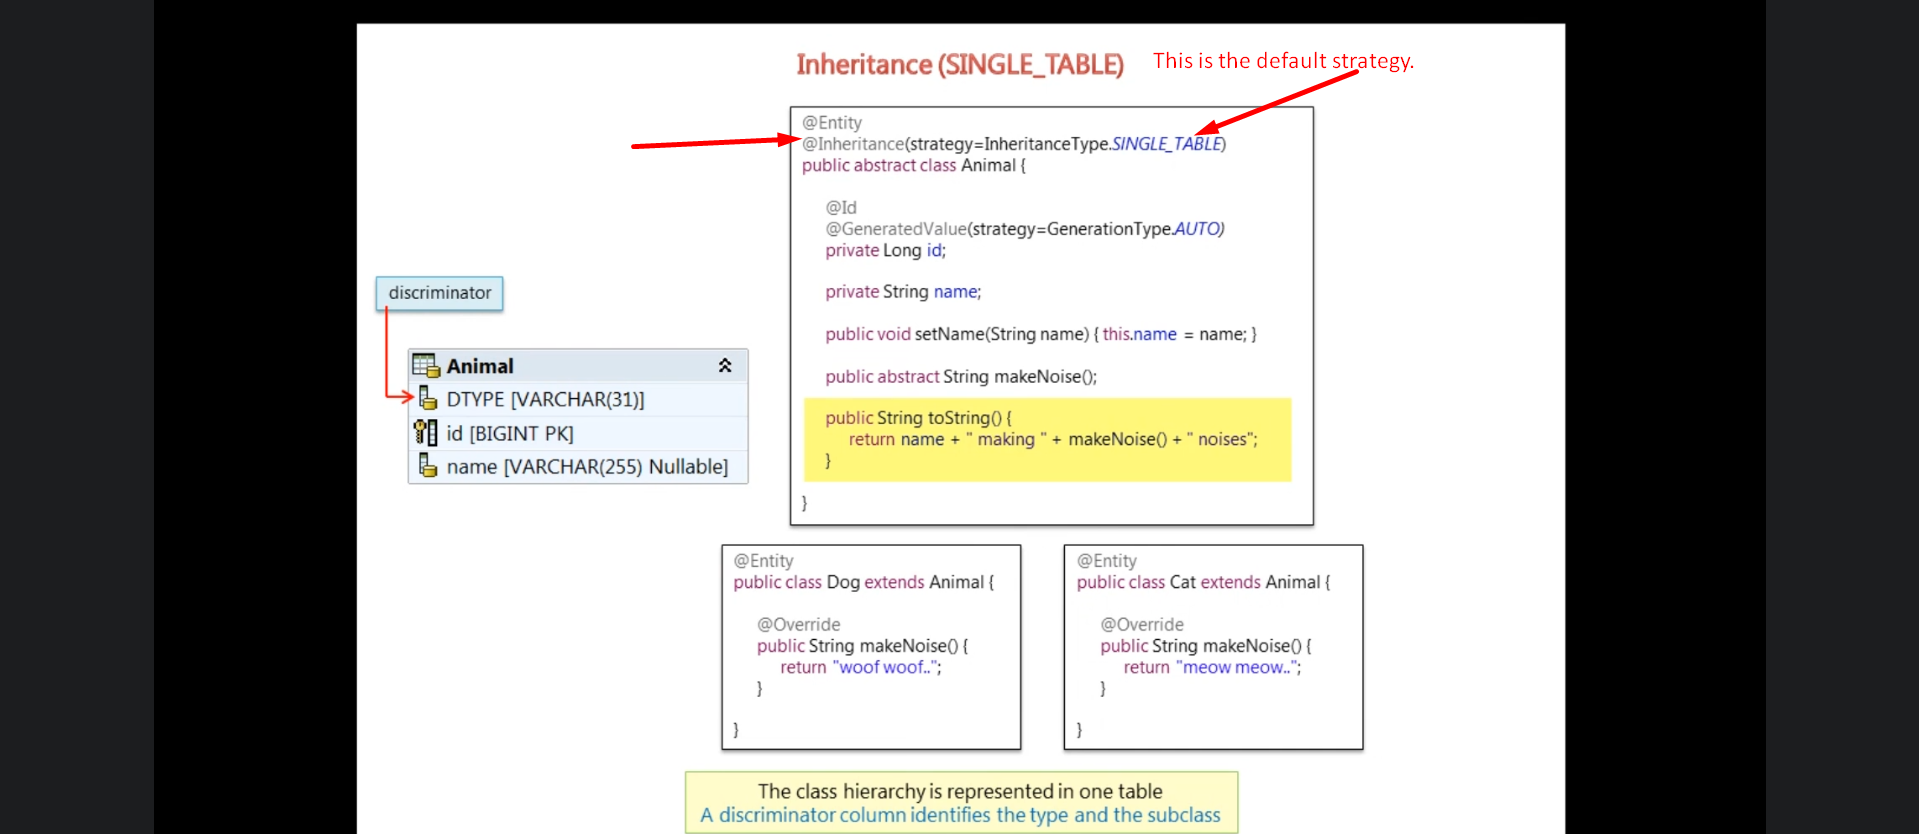 Inheritance (SINGLE_TABLE)
This is the default strategy.
@Entity
@Inheritance(strategy=InheritanceType.SINGLE_TABLE)
public abstract class Animal {
@Id
@GeneratedValue(strategy=GenerationType.AUTO)
private Long id;
private String name;
public void setName(String name) { this.name = name; }
public abstract String makeNoise();
public String toString() {
return name + " making " + makeNoise() + " noises";
}
}
discriminator
Animal
DTYPE [VARCHAR(31)]
id [BIGINT PK]
name [VARCHAR(255) Nullable]
@Entity
public class Dog extends Animal {
@Override
public String makeNoise() {
return "woof woof..";
}
}
@Entity
public class Cat extends Animal {
@Override
public String makeNoise() {
return "meow meow..";
}
}
The class hierarchy is represented in one table
A discriminator column identifies the type and the subclass